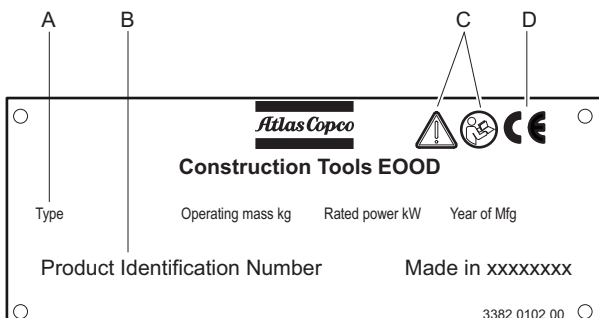 A B C D
Atlas Copco
CE
Construction Tools EOOD
Type Operating mass kg Rated power kW Year of Mfg
Product Identification Number Made in xxxxxxxx
3382 0102 00